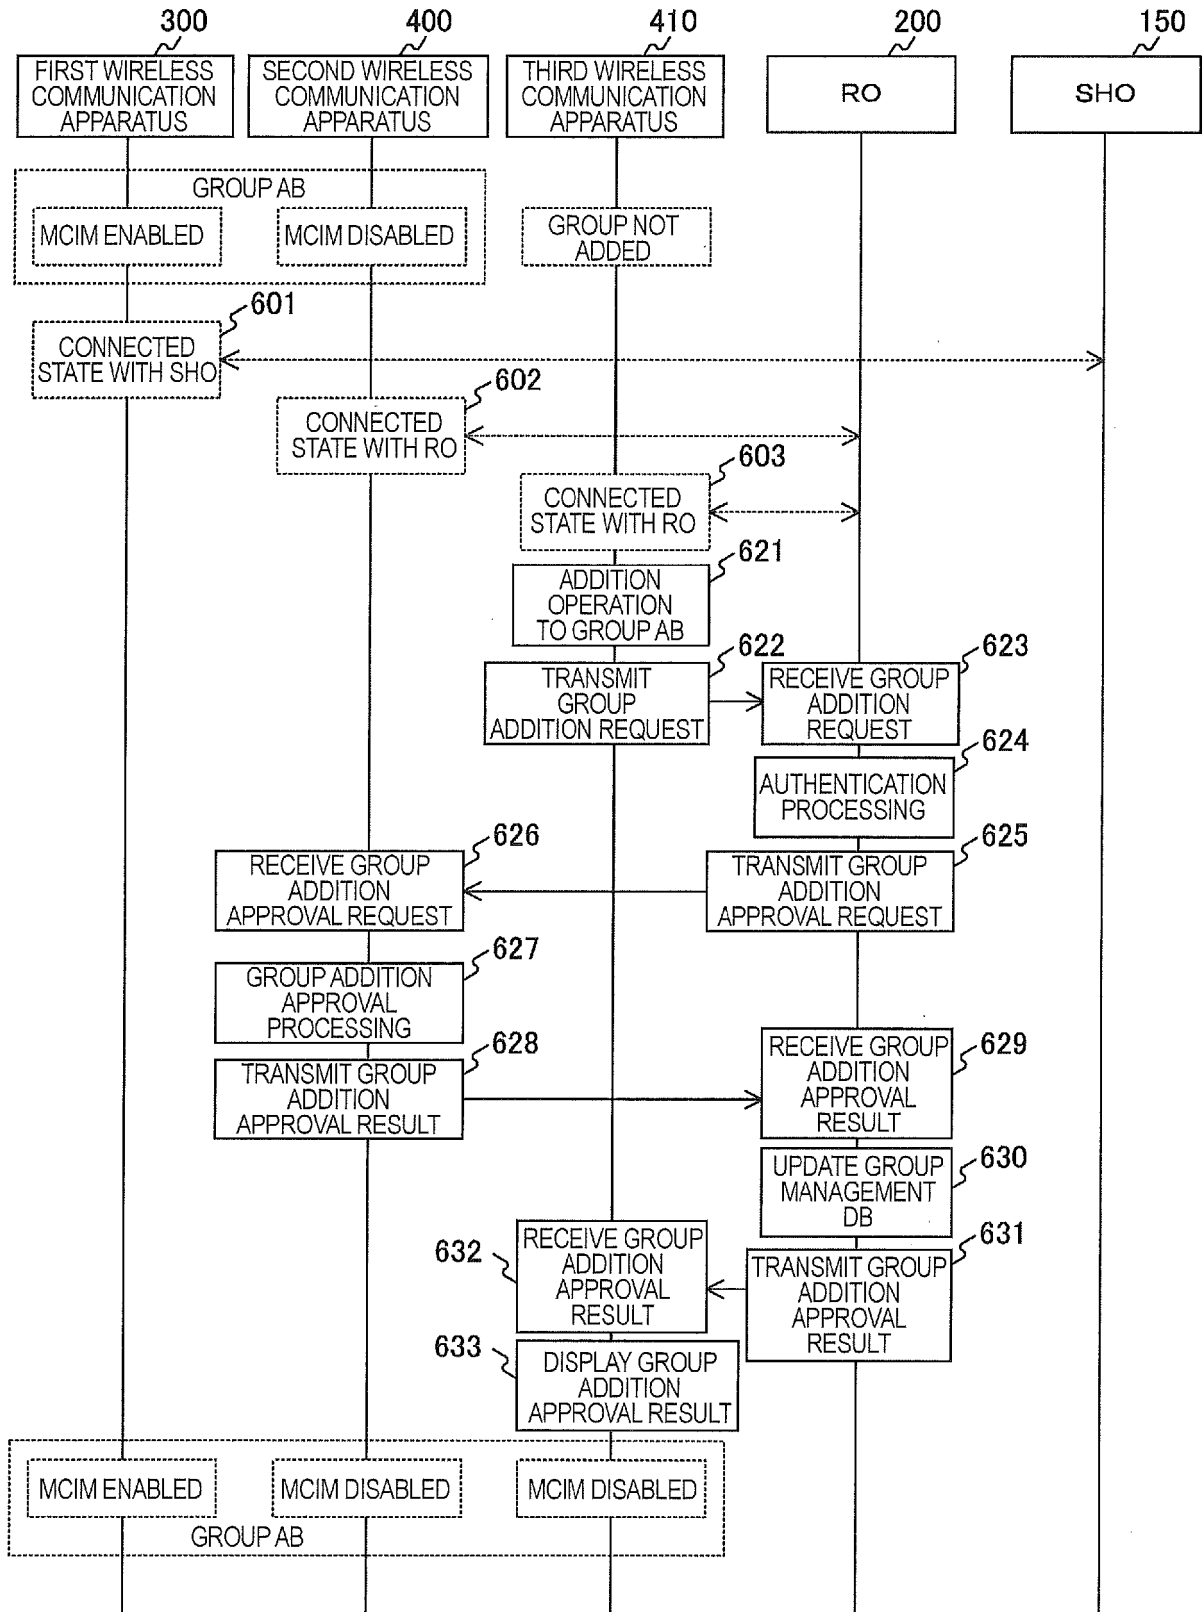 300
400
410
200
150
FIRST WIRELESS
COMMUNICATION
APPARATUS
SECOND WIRELESS
COMMUNICATION
APPARATUS
THIRD WIRELESS
COMMUNICATION
APPARATUS
RO
SHO
GROUP AB
MCIM ENABLED
MCIM DISABLED
GROUP NOT
ADDED
601
CONNECTED
STATE WITH SHO
602
CONNECTED
STATE WITH RO
603
CONNECTED
STATE WITH RO
621
ADDITION
OPERATION
TO GROUP AB
622
TRANSMIT
GROUP
ADDITION REQUEST
623
RECEIVE GROUP
ADDITION
REQUEST
624
AUTHENTICATION
PROCESSING
625
TRANSMIT GROUP
ADDITION
APPROVAL REQUEST
626
RECEIVE GROUP
ADDITION
APPROVAL REQUEST
627
GROUP ADDITION
APPROVAL
PROCESSING
628
TRANSMIT GROUP
ADDITION
APPROVAL RESULT
629
RECEIVE GROUP
ADDITION
APPROVAL
RESULT
630
UPDATE GROUP
MANAGEMENT
DB
631
TRANSMIT GROUP
ADDITION
APPROVAL
RESULT
632
RECEIVE GROUP
ADDITION
APPROVAL
RESULT
633
DISPLAY GROUP
ADDITION
APPROVAL RESULT
MCIM ENABLED
MCIM DISABLED
MCIM DISABLED
GROUP AB